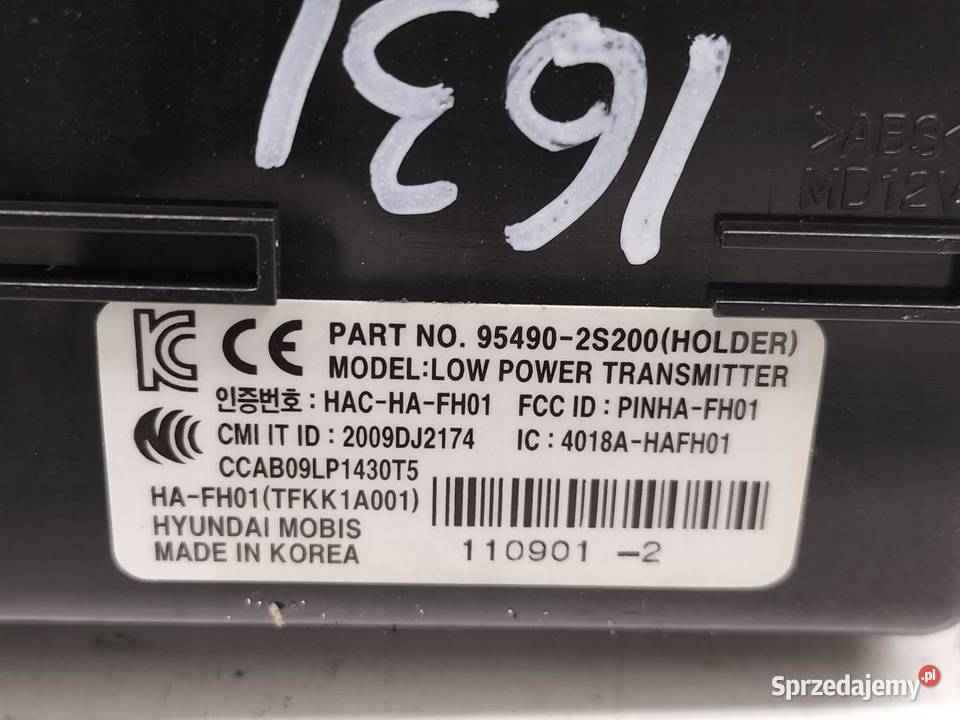 1631
>ABS<
MD12V
PART NO. 95490-2S200(HOLDER)
MODEL:LOW POWER TRANSMITTER
인증번호 : HAC-HA-FH01 FCC ID : PINHA-FH01
CMI IT ID : 2009DJ2174 IC : 4018A-HAFH01
CCAB09LP1430T5
HA-FH01(TFKK1A001)
HYUNDAI MOBIS
MADE IN KOREA
110901 -2
Sprzedajemy.pl